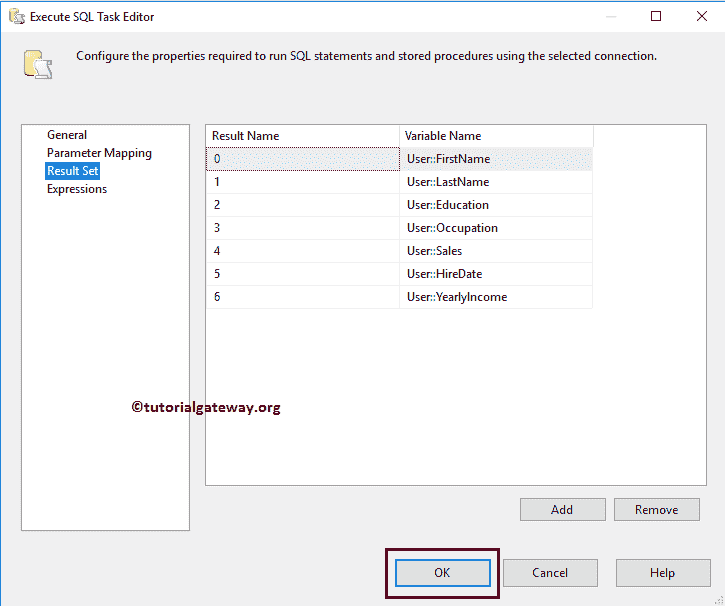 Execute SQL Task Editor
Configure the properties required to run SQL statements and stored procedures using the selected connection.
General
Parameter Mapping
Result Set
Expressions
Result Name Variable Name
0 User::FirstName
1 User::LastName
2 User::Education
3 User::Occupation
4 User::Sales
5 User::HireDate
6 User::YearlyIncome
©tutorialgateway.org
Add Remove
OK Cancel Help